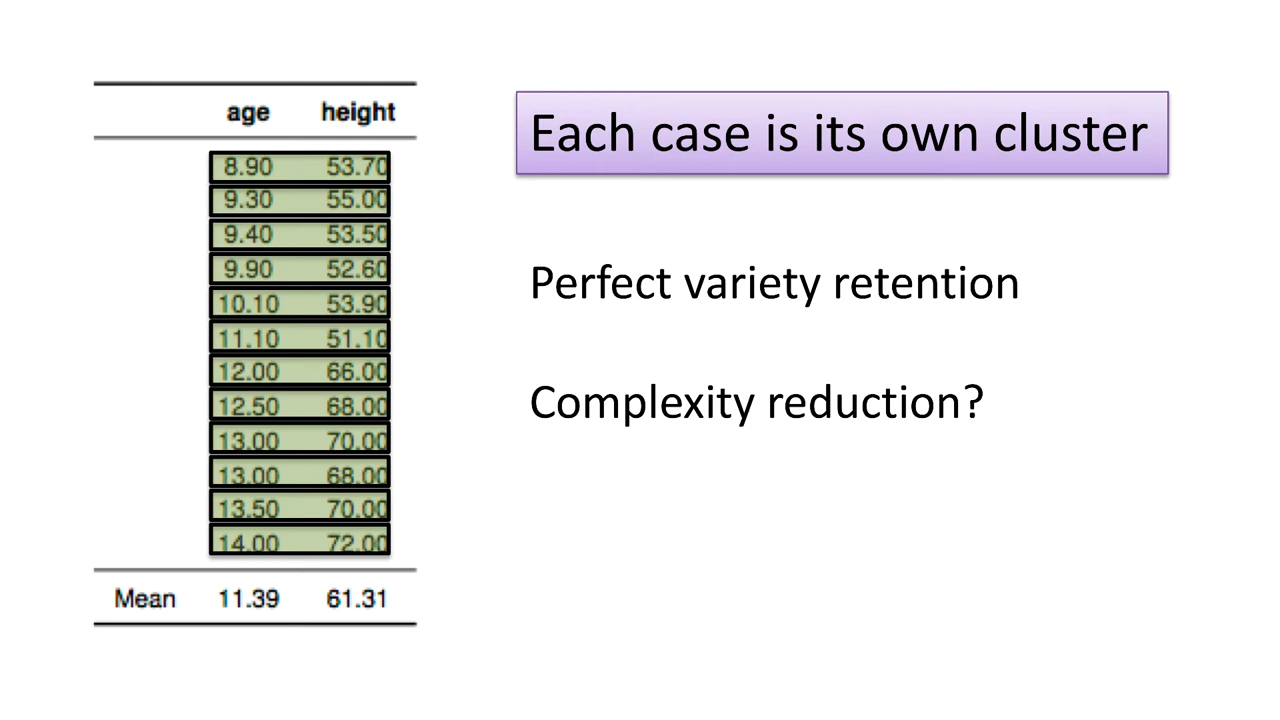 age height
8.90 53.70
9.30 55.00
9.40 53.50
9.90 52.60
10.10 53.90
11.10 51.10
12.00 66.00
12.50 68.00
13.00 70.00
13.00 68.00
13.50 70.00
14.00 72.00
Mean 11.39 61.31
Each case is its own cluster
Perfect variety retention
Complexity reduction?